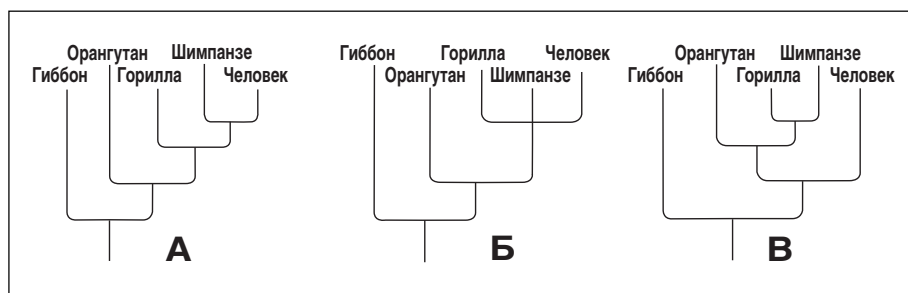 Орангутан Шимпанзе
Гиббон Горилла Человек
А
Гиббон Горилла Человек
Орангутан Шимпанзе
Б
Орангутан Шимпанзе
Гиббон Горилла Человек
В